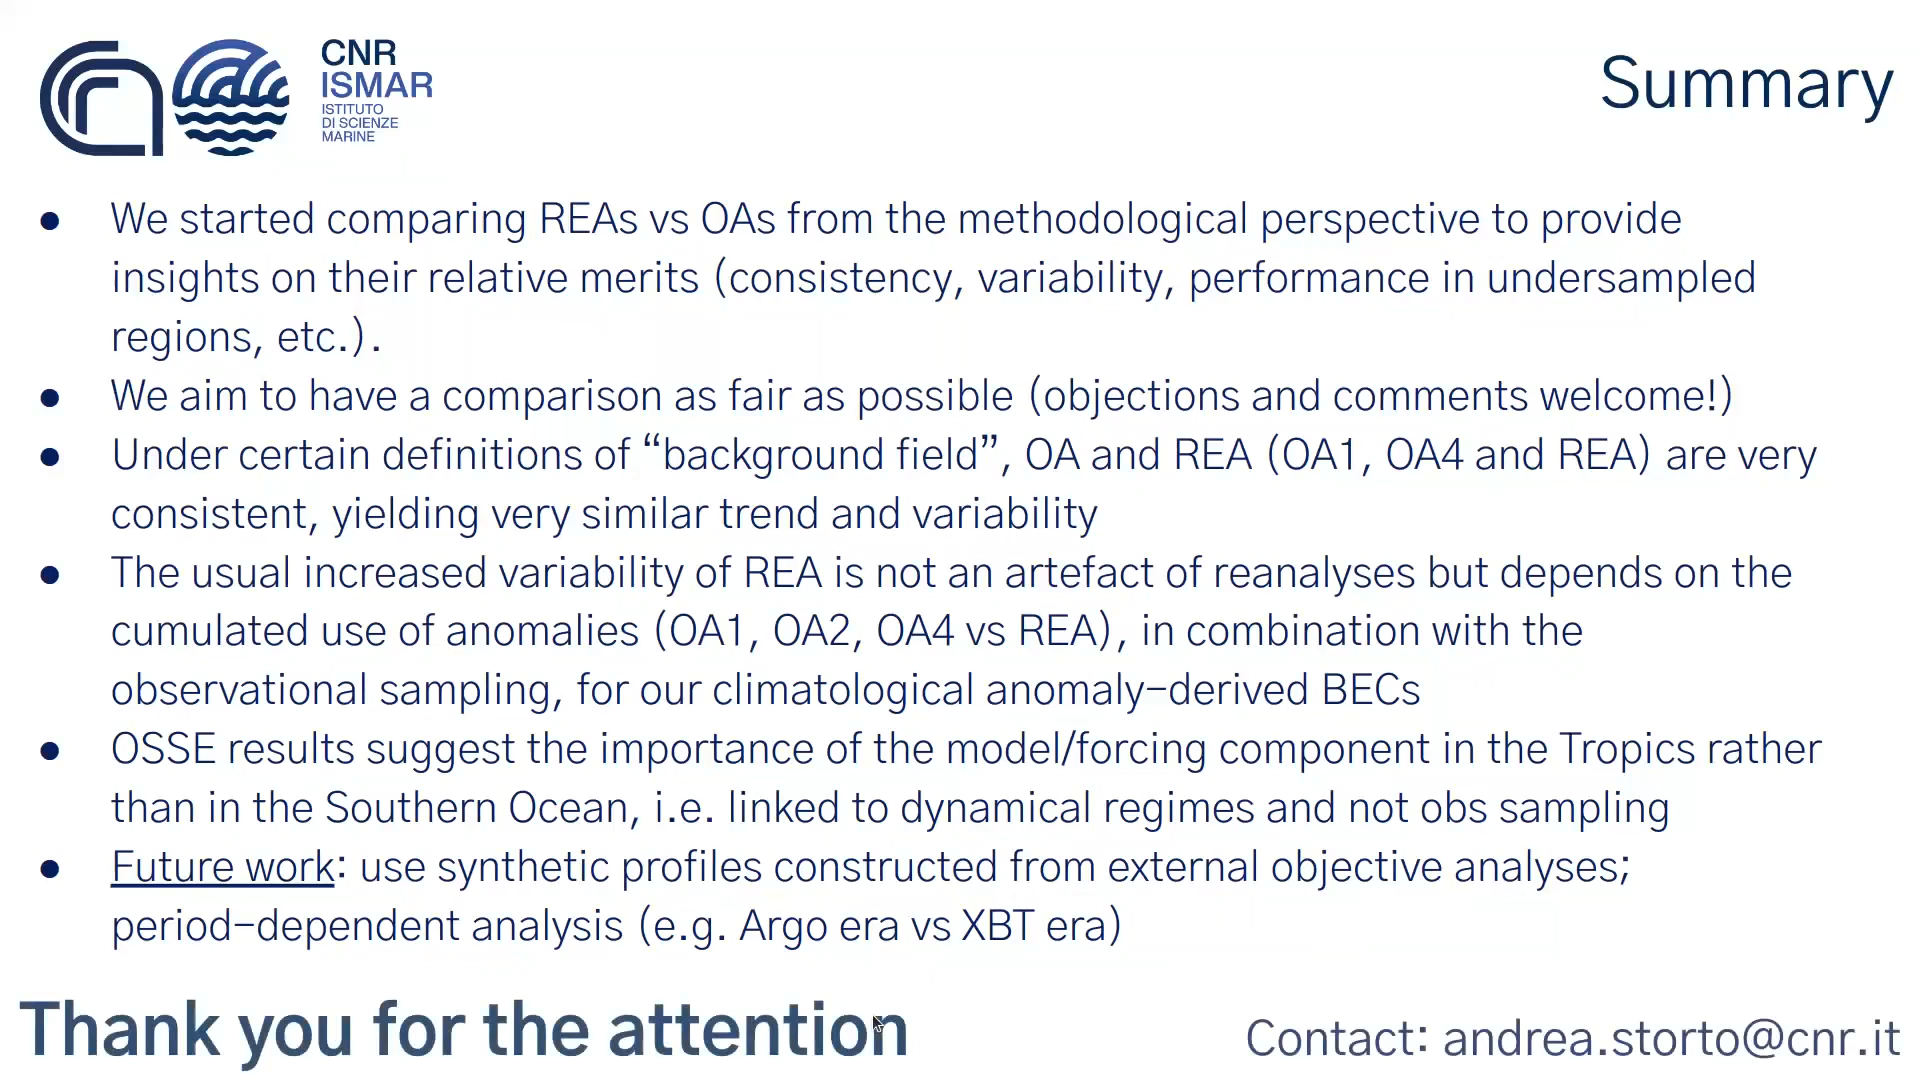 CNR
ISMAR
ISTITUTO
DI SCIENZE
MARINE
Summary
● We started comparing REAs vs OAs from the methodological perspective to provide
insights on their relative merits (consistency, variability, performance in undersampled
regions, etc.).
● We aim to have a comparison as fair as possible (objections and comments welcome!)
● Under certain definitions of “background field”, OA and REA (OA1, OA4 and REA) are very
consistent, yielding very similar trend and variability
● The usual increased variability of REA is not an artefact of reanalyses but depends on the
cumulated use of anomalies (OA1, OA2, OA4 vs REA), in combination with the
observational sampling, for our climatological anomaly-derived BECs
● OSSE results suggest the importance of the model/forcing component in the Tropics rather
than in the Southern Ocean, i.e. linked to dynamical regimes and not obs sampling
● Future work: use synthetic profiles constructed from external objective analyses;
period-dependent analysis (e.g. Argo era vs XBT era)
Thank you for the attention
Contact: andrea.storto@cnr.it